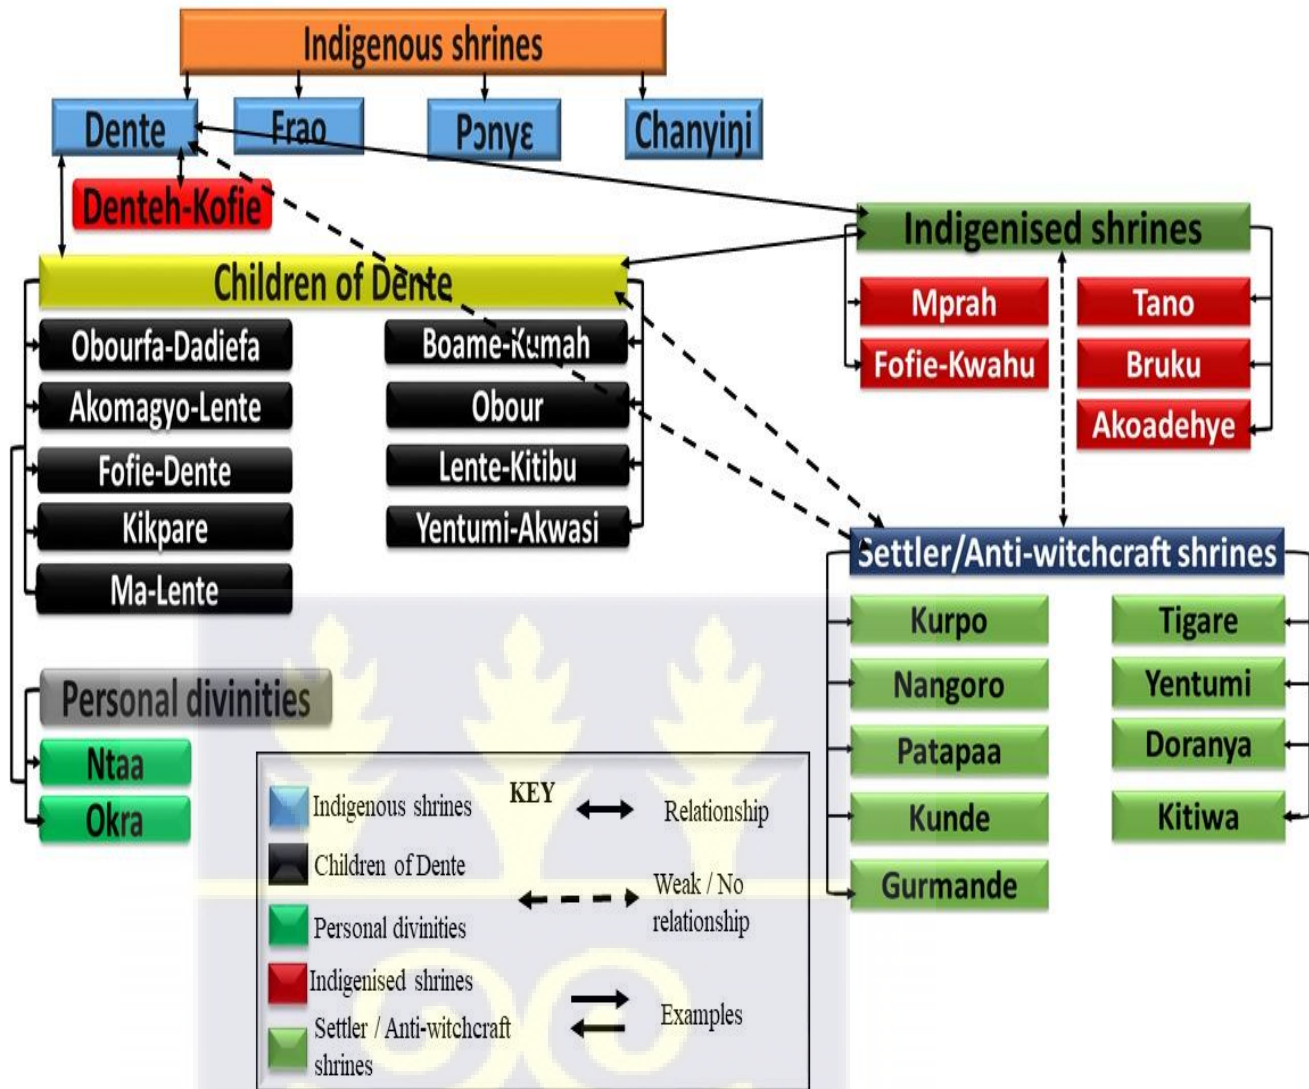 Indigenous shrines
Dente
Frao
Pɔnyɛ
Chanyiŋi
Denteh-Kofie
Children of Dente
Obourfa-Dadiefa
Akomagyo-Lente
Fofie-Dente
Kikpare
Ma-Lente
Boame-Kumah
Obour
Lente-Kitibu
Yentumi-Akwasi
Personal divinities
Ntaa
Okra
Indigenised shrines
Mprah
Fofie-Kwahu
Tano
Bruku
Akoadehye
Settler/Anti-witchcraft shrines
Kurpo
Nangoro
Patapaa
Kunde
Gurmande
Tigare
Yentumi
Doranya
Kitiwa
KEY
Indigenous shrines
Children of Dente
Personal divinities
Indigenised shrines
Settler / Anti-witchcraft
shrines
Relationship
Weak / No
relationship
Examples